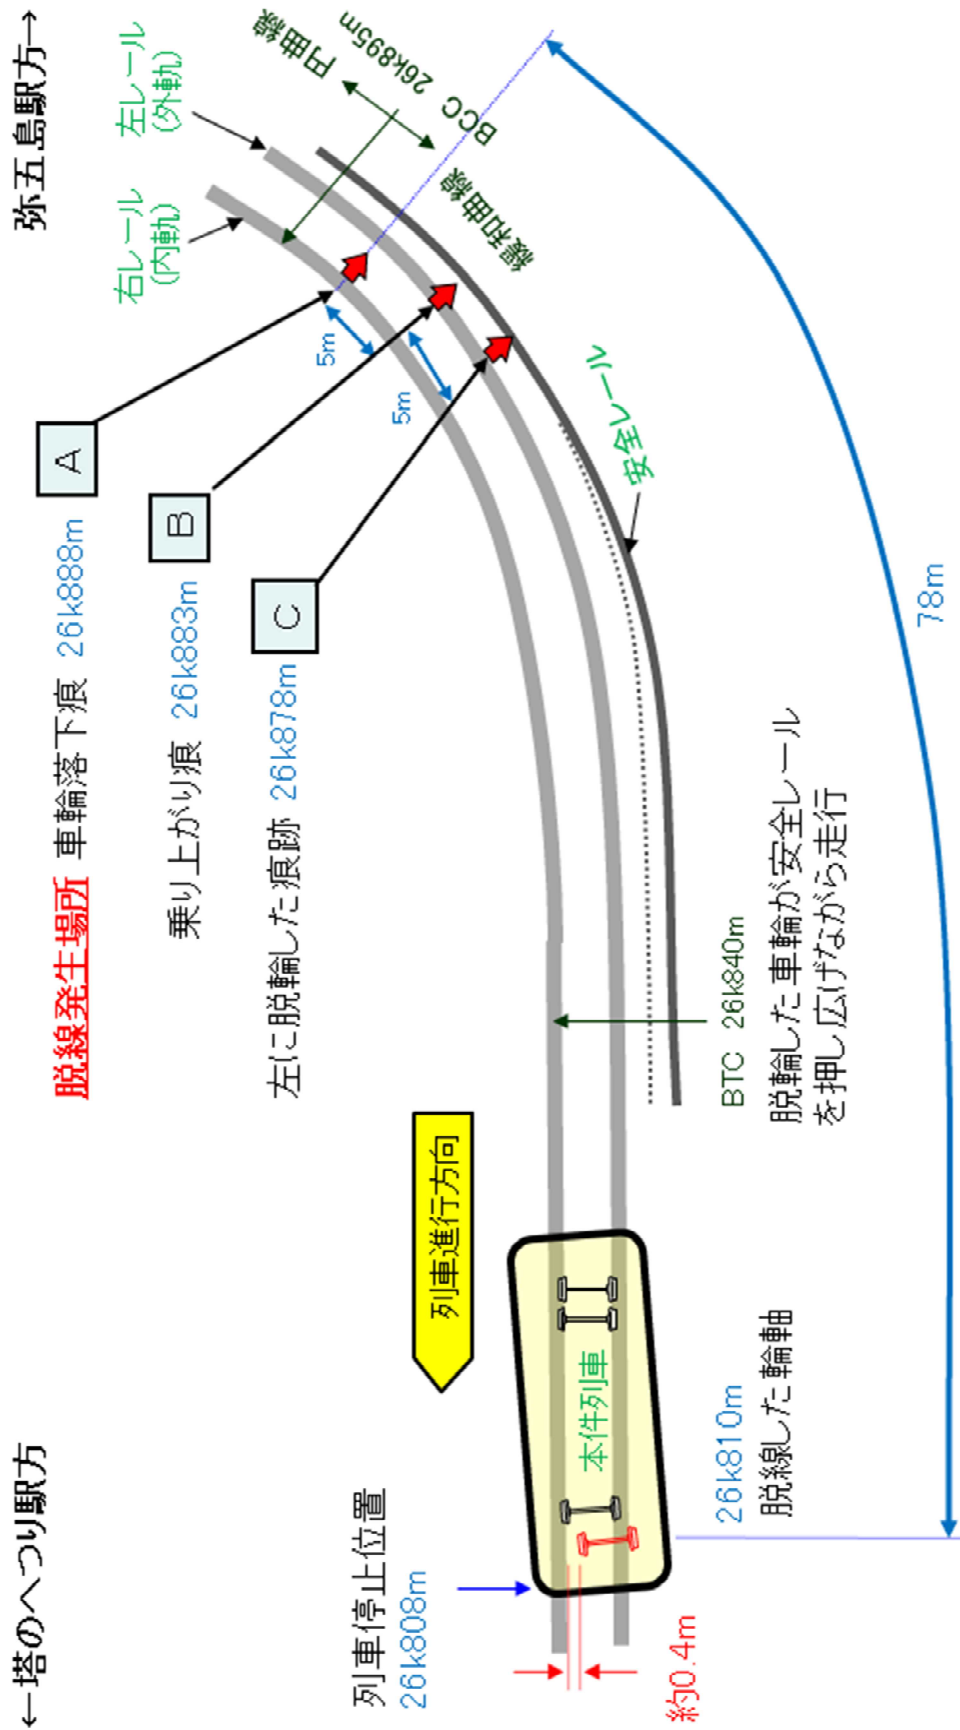 ←塔のへつり駅方
弥五島駅方→
脱線発生場所 車輪落下痕 26k888m
A
乗り上がり痕 26k883m
B
左に脱輪した痕跡 26k878m
C
右レール
(内軌)
左レール
(外軌)
円曲線
BCC 26k895m
緩和曲線
5m
5m
安全レール
列車進行方向
列車停止位置
26k808m
本件列車
約0.4m
26k810m
脱線した輪軸
BTC 26k840m
脱輪した車輪が安全レール
を押し広げながら走行
78m